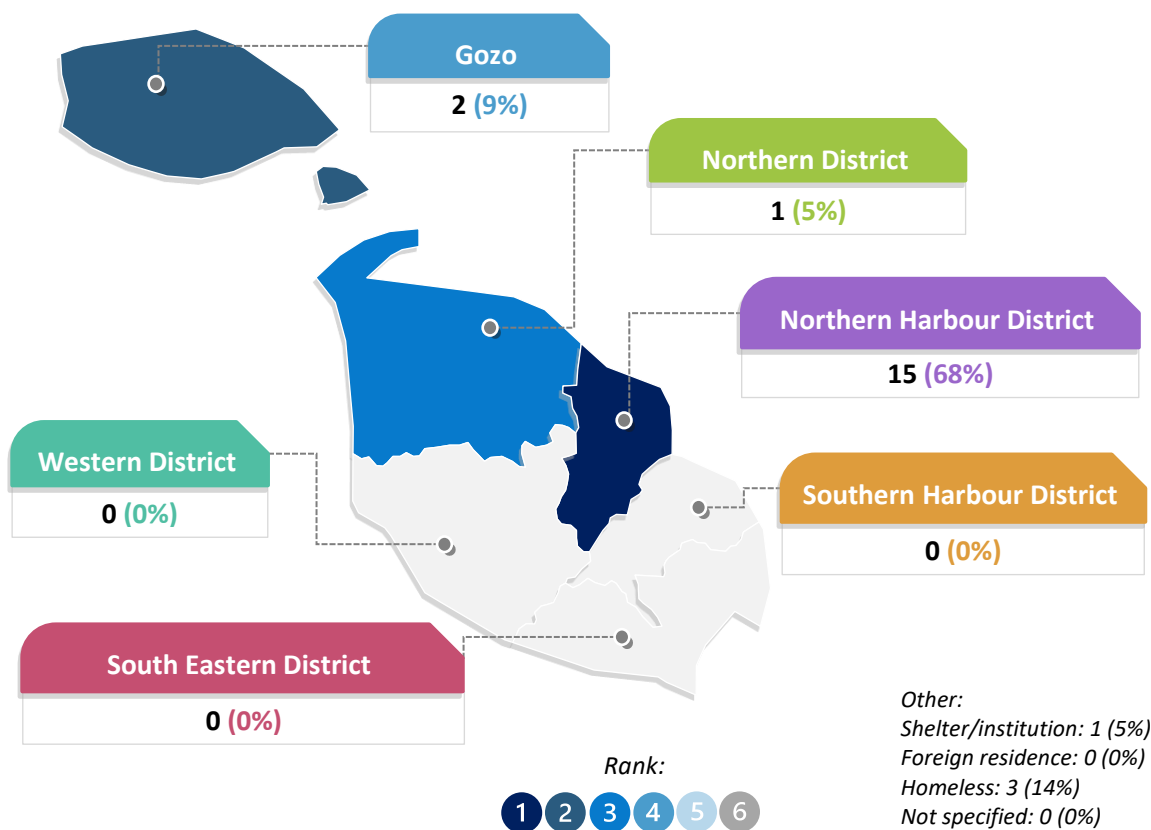 Gozo
2 (9%)
Northern District
1 (5%)
Northern Harbour District
15 (68%)
Western District
0 (0%)
Southern Harbour District
0 (0%)
South Eastern District
0 (0%)
Other:
Shelter/institution: 1 (5%)
Foreign residence: 0 (0%)
Homeless: 3 (14%)
Not specified: 0 (0%)
Rank:
1 2 3 4 5 6